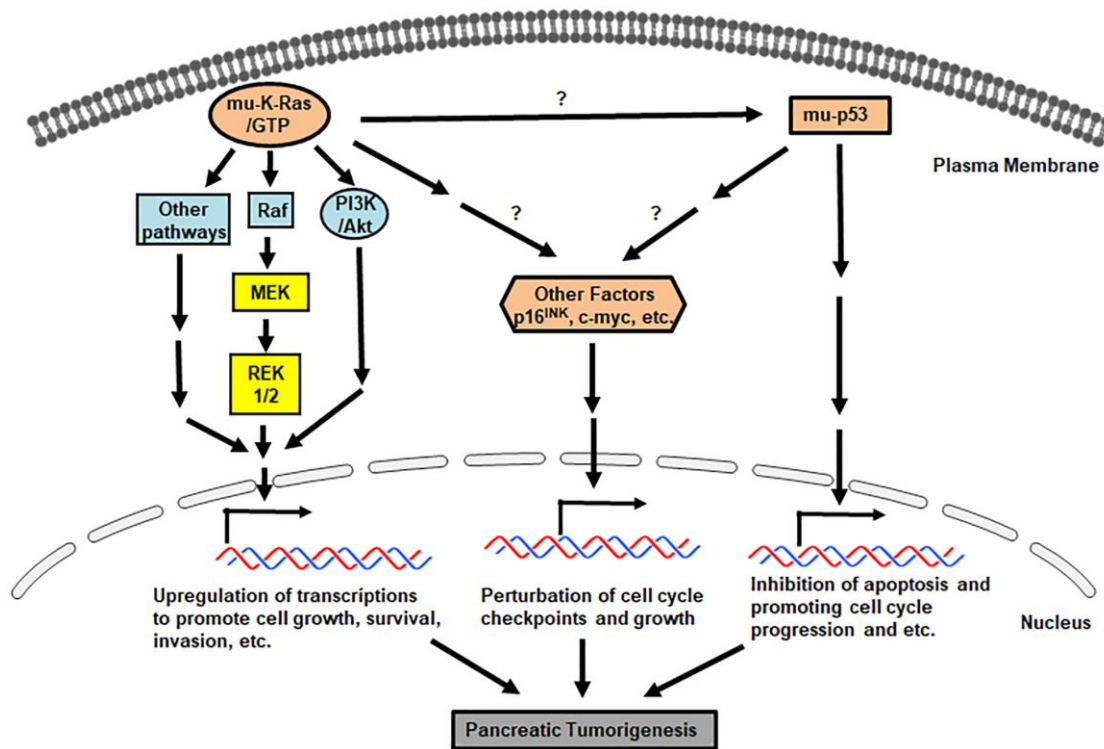 mu-K-Ras
/GTP
?
mu-p53
Plasma Membrane
Other
pathways
Raf
PI3K
/Akt
?
?
MEK
Other Factors
p16INK, c-myc, etc.
REK
1/2
Upregulation of transcriptions
to promote cell growth, survival,
invasion, etc.
Perturbation of cell cycle
checkpoints and growth
Inhibition of apoptosis and
promoting cell cycle
progression and etc.
Nucleus
Pancreatic Tumorigenesis